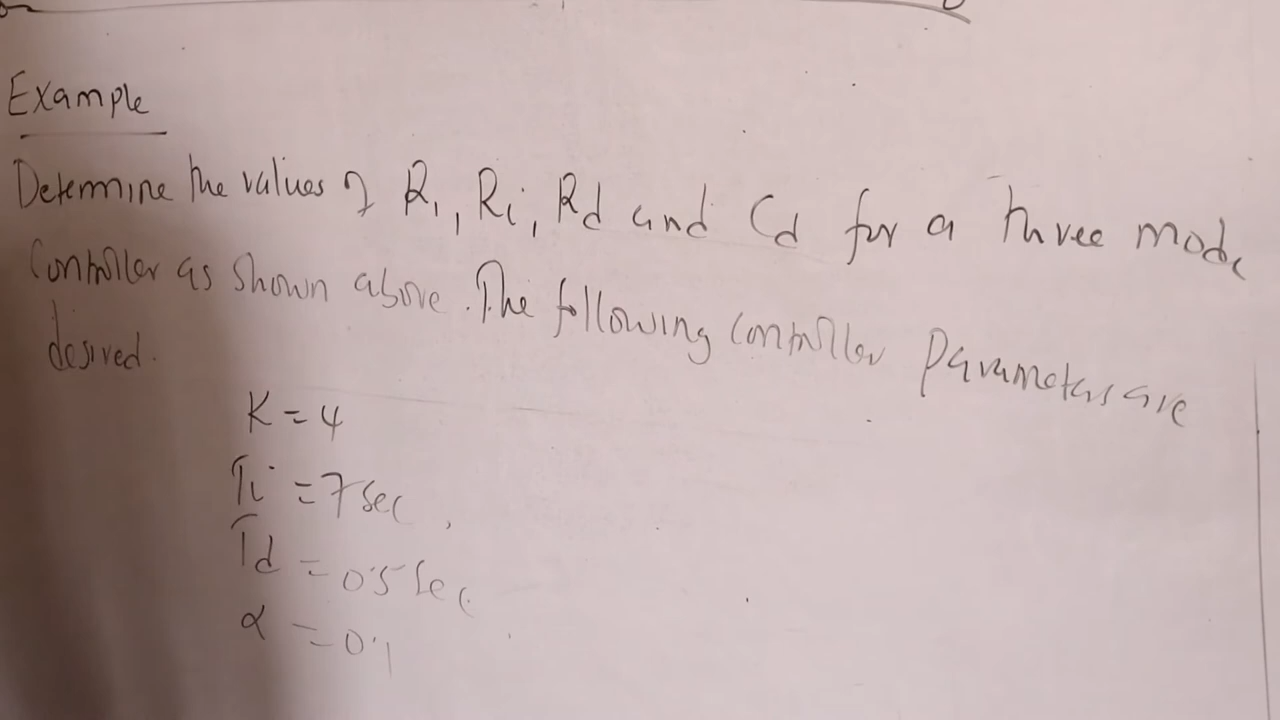 Example
Determine the values of R1, Ri, Rd and Cd for a three mode
Controller as shown above. The following controller parameters are
desired.
K = 4
Ti = 7 sec,
Td = 0.5 sec
α = 0.1